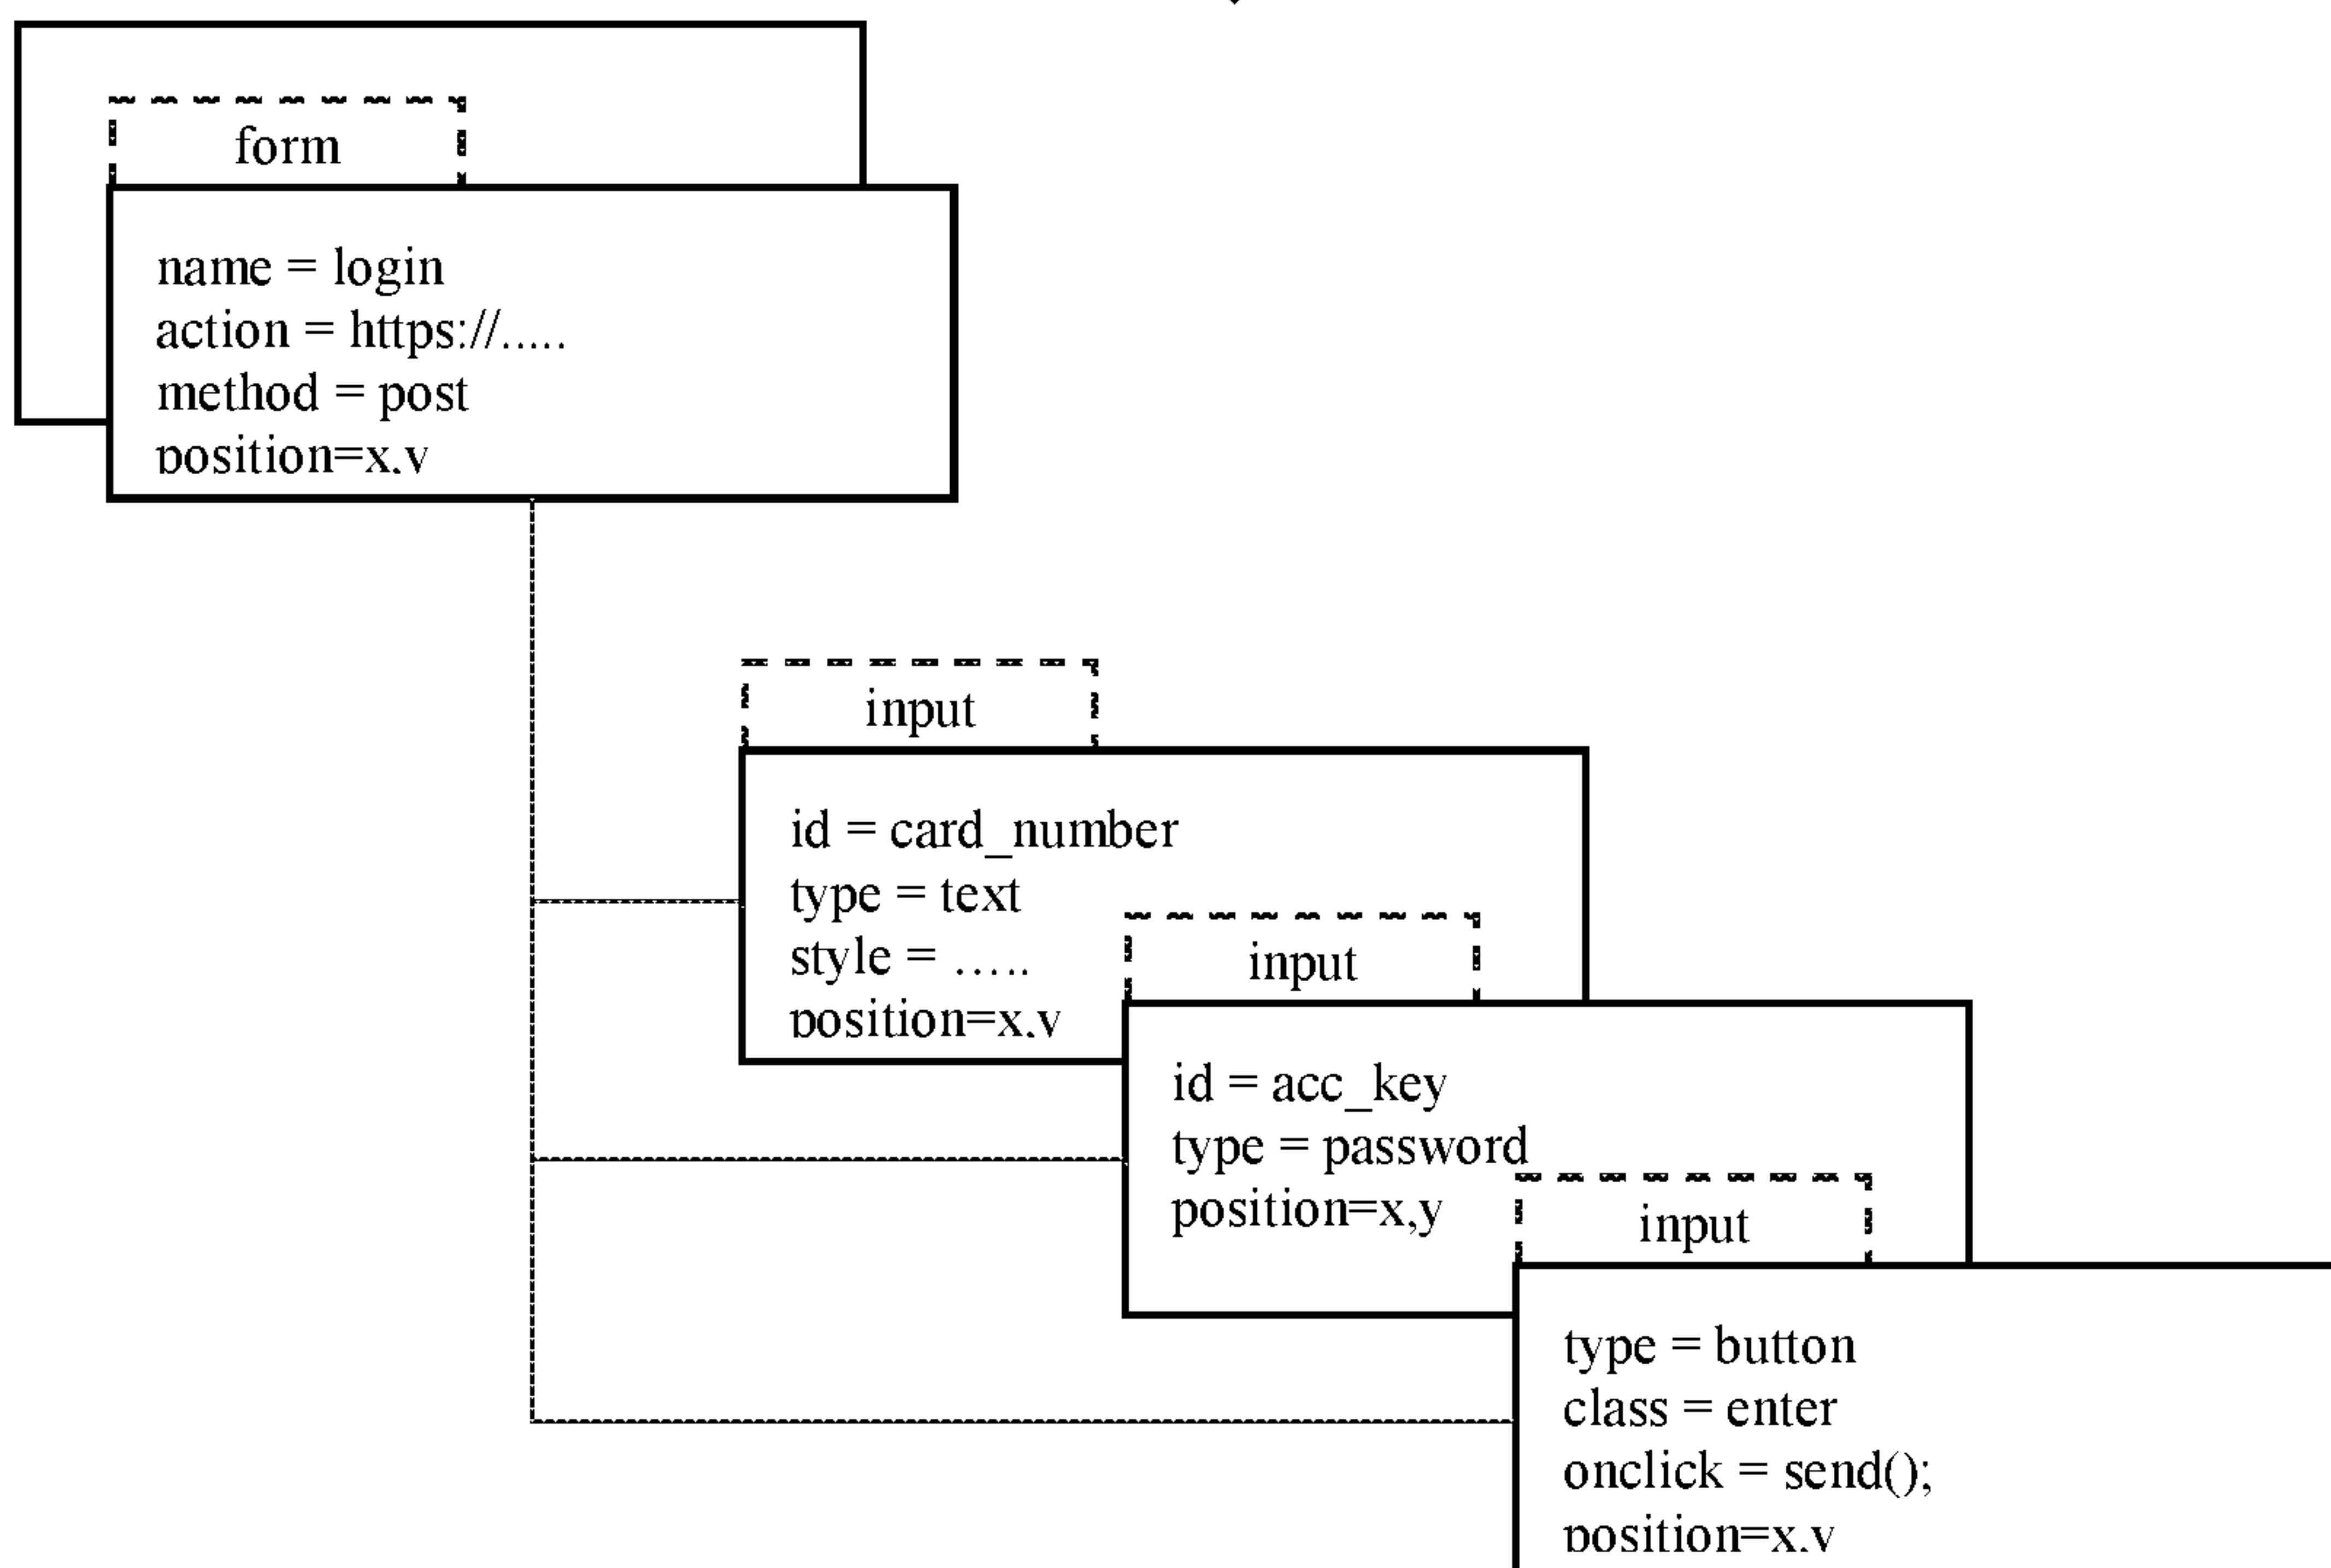 form
name = login
action = https://.....
method = post
position=x,y
input
id = card_number
type = text
style = .....
position=x,y
input
id = acc_key
type = password
position=x,y
input
type = button
class = enter
onclick = send();
position=x,y